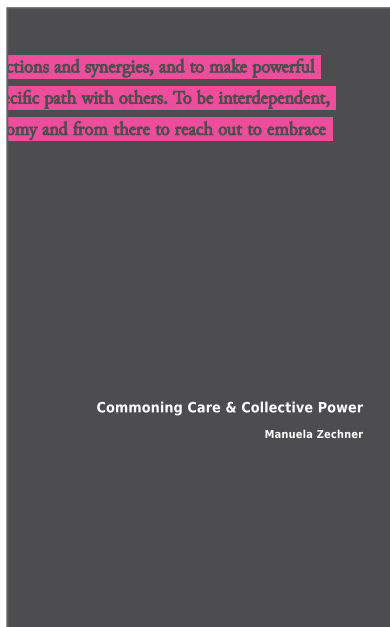 ctions and synergies, and to make powerful
ecific path with others. To be interdependent,
omy and from there to reach out to embrace
Commoning Care & Collective Power
Manuela Zechner